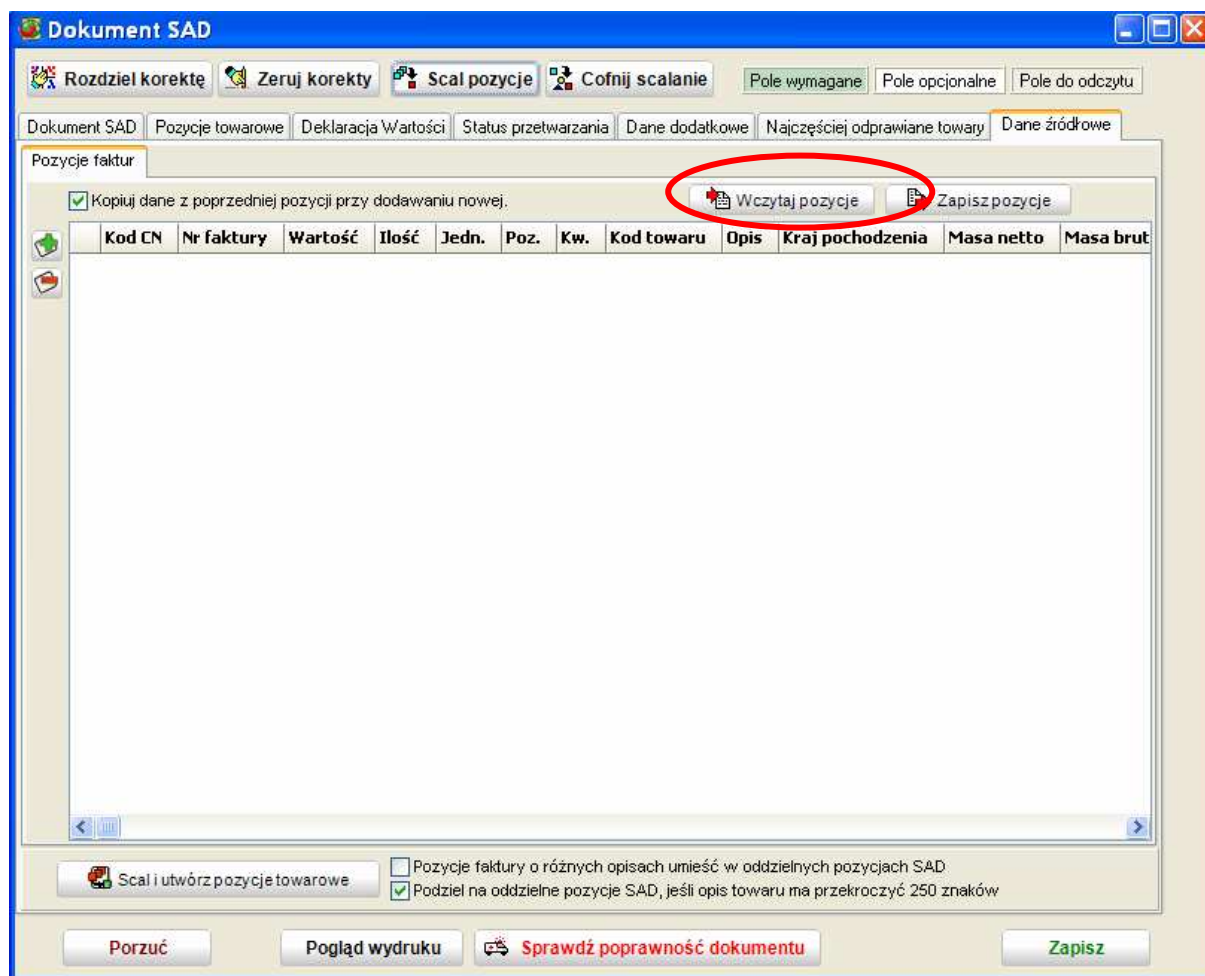 Dokument SAD
Rozdziel korektę Zeruj korekty Scal pozycje Cofnij scalanie Pole wymagane Pole opcjonalne Pole do odczytu
Dokument SAD Pozycje towarowe Deklaracja Wartości Status przetwarzania Dane dodatkowe Najczęściej odprawiane towary Dane źródłowe
Pozycje faktur
Kopiuj dane z poprzedniej pozycji przy dodawaniu nowej. Wczytaj pozycje Zapisz pozycje
Kod CN Nr faktury Wartość Ilość Jedn. Poz. Kw. Kod towaru Opis Kraj pochodzenia Masa netto Masa brut
Scal i utwórz pozycje towarowe Pozycje faktury o różnych opisach umieść w oddzielnych pozycjach SAD
Podziel na oddzielne pozycje SAD, jeśli opis towaru ma przekroczyć 250 znaków
Porzuć Pogląd wydruku Sprawdź poprawność dokumentu Zapisz